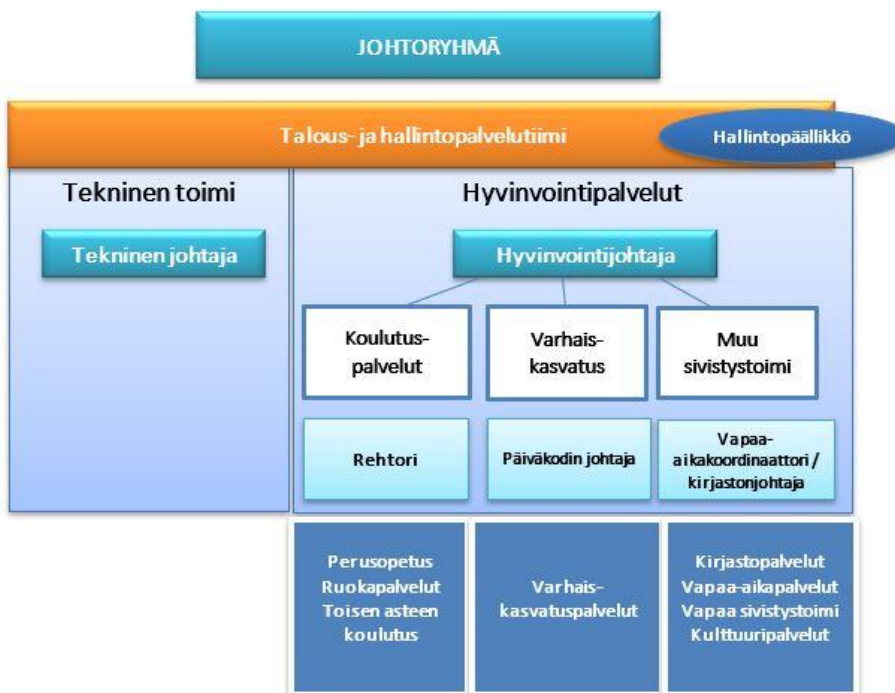 JOHTORYHMÄ
Talous- ja hallintopalvelutiimi
Hallintopäällikkö
Tekninen toimi
Hyvinvointipalvelut
Tekninen johtaja
Hyvinvointijohtaja
Koulutus-
palvelut
Varhais-
kasvatus
Muu
sivistystoimi
Rehtori
Päiväkodin johtaja
Vapaa-
aikakoordinaattori /
kirjastonjohtaja
Perusopetus
Ruokapalvelut
Toisen asteen
koulutus
Varhais-
kasvatuspalvelut
Kirjastopalvelut
Vapaa-aikapalvelut
Vapaa sivistystoimi
Kulttuuripalvelut